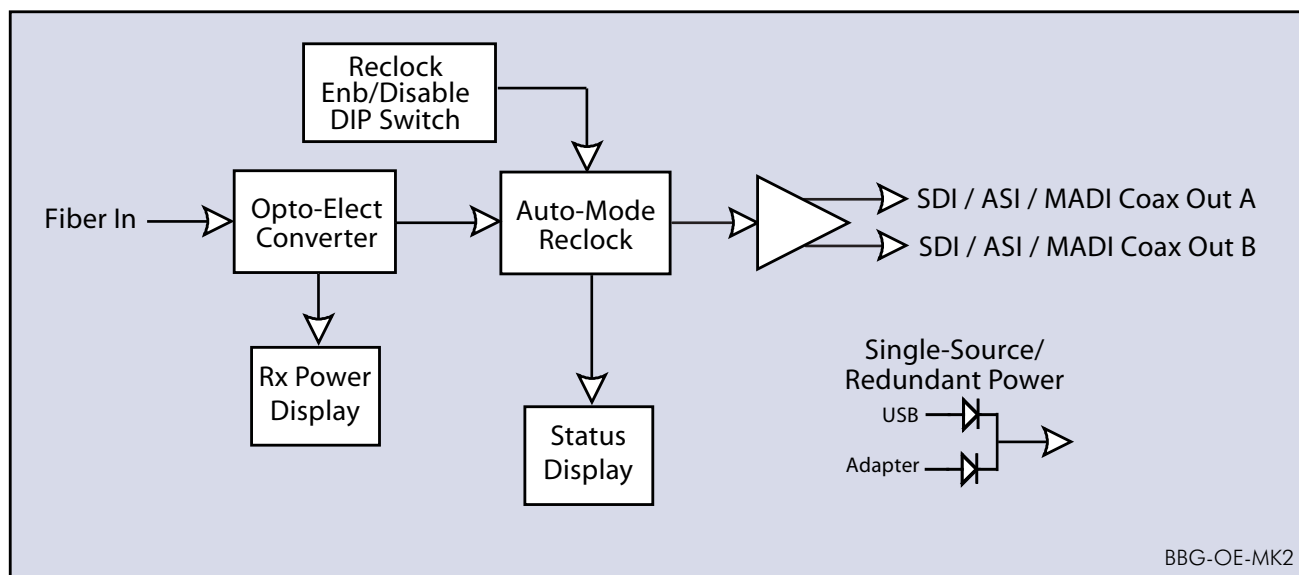 Reclock
Enb/Disable
DIP Switch
Fiber In
Opto-Elect
Converter
Auto-Mode
Reclock
SDI / ASI / MADI Coax Out A
SDI / ASI / MADI Coax Out B
Rx Power
Display
Status
Display
Single-Source/
Redundant Power
USB
Adapter
BBG-OE-MK2